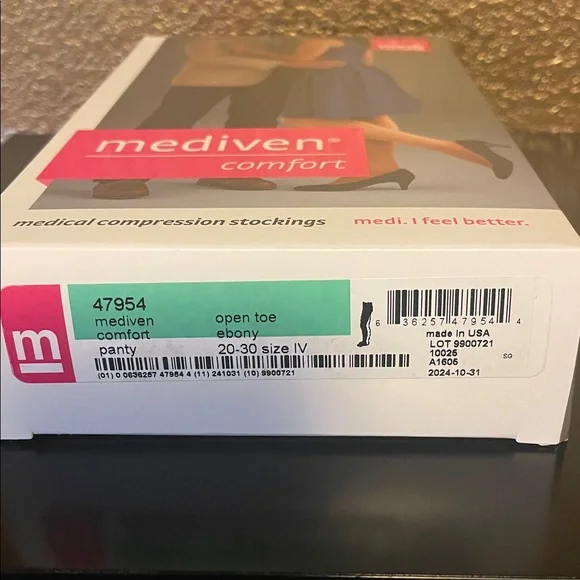 mediven®
comfort
medical compression stockings
medi. I feel better.
m
47954
mediven open toe
comfort ebony
panty 20-30 size IV
(01) 0 0636257 47954 4 (11) 241031 (10) 9900721
6 36257 47954 4
made in USA
LOT 9900721
10025
A1605
SG
2024-10-31